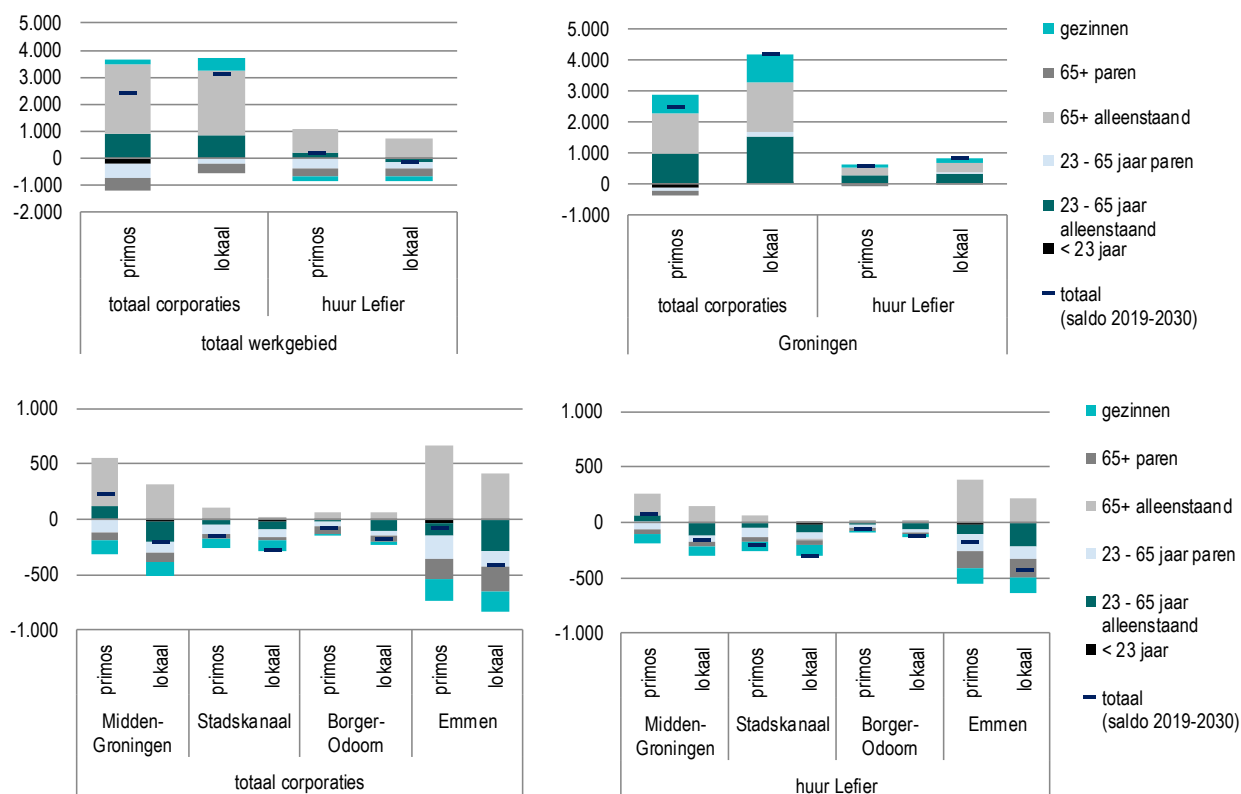 5.000
4.000
3.000
2.000
1.000
0
-1.000
-2.000
primos
lokaal
primos
lokaal
totaal corporaties
huur Lefier
totaal werkgebied
5.000
4.000
3.000
2.000
1.000
0
-1.000
primos
lokaal
primos
lokaal
totaal corporaties
huur Lefier
Groningen
gezinnen
65+ paren
65+ alleenstaand
23 - 65 jaar paren
23 - 65 jaar
alleenstaand
< 23 jaar
totaal
(saldo 2019-2030)
1.000
500
0
-500
-1.000
primos
lokaal
primos
lokaal
primos
lokaal
primos
lokaal
Midden-
Groningen
Stadskanaal
Borger-
Odoorn
Emmen
totaal corporaties
1.000
500
0
-500
-1.000
primos
lokaal
primos
lokaal
primos
lokaal
primos
lokaal
Midden-
Groningen
Stadskanaal
Borger-
Odoorn
Emmen
huur Lefier
gezinnen
65+ paren
65+ alleenstaand
23 - 65 jaar paren
23 - 65 jaar
alleenstaand
< 23 jaar
totaal
(saldo 2019-2030)